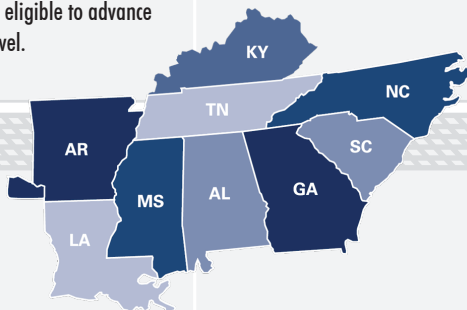 eligible to advance
vel.
KY
NC
TN
AR
SC
MS
AL
GA
LA